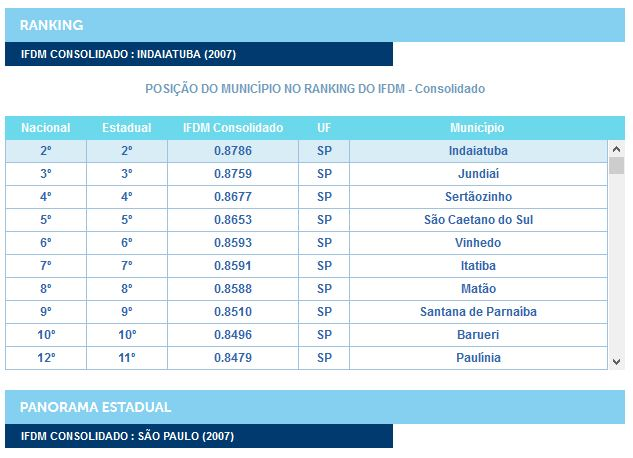 RANKING
IFDM CONSOLIDADO : INDAIATUBA (2007)
POSIÇÃO DO MUNICÍPIO NO RANKING DO IFDM - Consolidado
Nacional Estadual IFDM Consolidado UF Município
2º 2º 0.8786 SP Indaiatuba
3º 3º 0.8759 SP Jundiaí
4º 4º 0.8677 SP Sertãozinho
5º 5º 0.8653 SP São Caetano do Sul
6º 6º 0.8593 SP Vinhedo
7º 7º 0.8591 SP Itatiba
8º 8º 0.8588 SP Matão
9º 9º 0.8510 SP Santana de Parnaíba
10º 10º 0.8496 SP Barueri
12º 11º 0.8479 SP Paulínia
PANORAMA ESTADUAL
IFDM CONSOLIDADO : SÃO PAULO (2007)